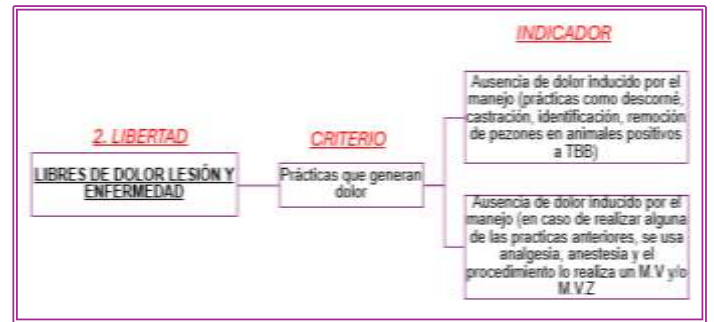 INDICADOR
Ausencia de dolor inducido por el
manejo (prácticas como descorné,
castración, identificación, remoción
de pezones en animales positivos
a TBB)
2. LIBERTAD
CRITERIO
LIBRES DE DOLOR LESIÓN Y
ENFERMEDAD
Prácticas que generan
dolor
Ausencia de dolor inducido por el
manejo (en caso de realizar alguna
de las practicas anteriores, se usa
analgesia, anestesia y el
procedimiento lo realiza un M.V y/o
M.V.Z